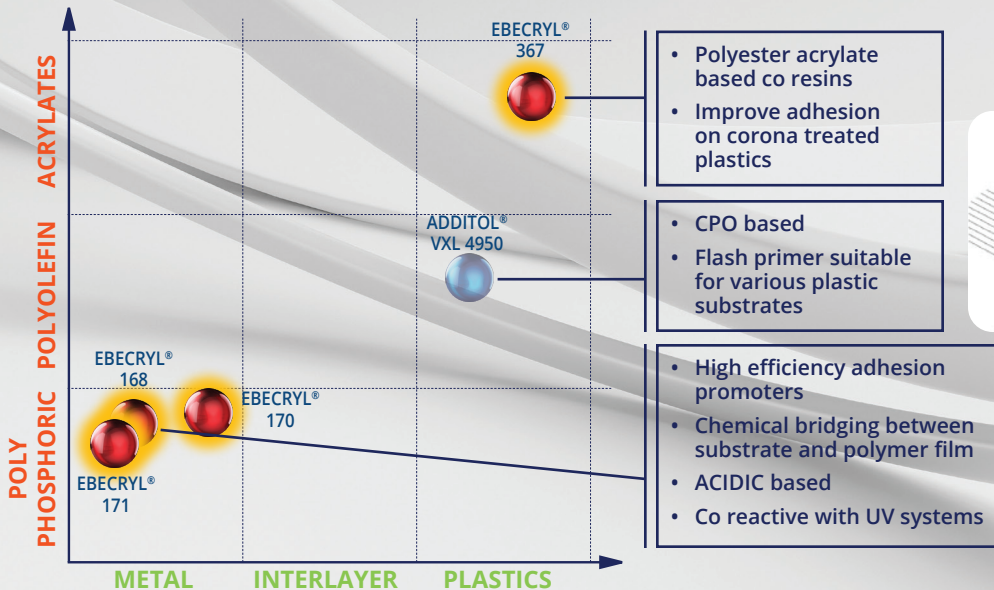 ACRYLATES
POLYOLEFIN
POLY
PHOSPHORIC
EBECRYL®
367
ADDITOL®
VXL 4950
EBECRYL®
168
EBECRYL®
170
EBECRYL®
171
METAL
INTERLAYER
PLASTICS
• Polyester acrylate
based co resins
• Improve adhesion
on corona treated
plastics
• CPO based
• Flash primer suitable
for various plastic
substrates
• High efficiency adhesion
promoters
• Chemical bridging between
substrate and polymer film
• ACIDIC based
• Co reactive with UV systems